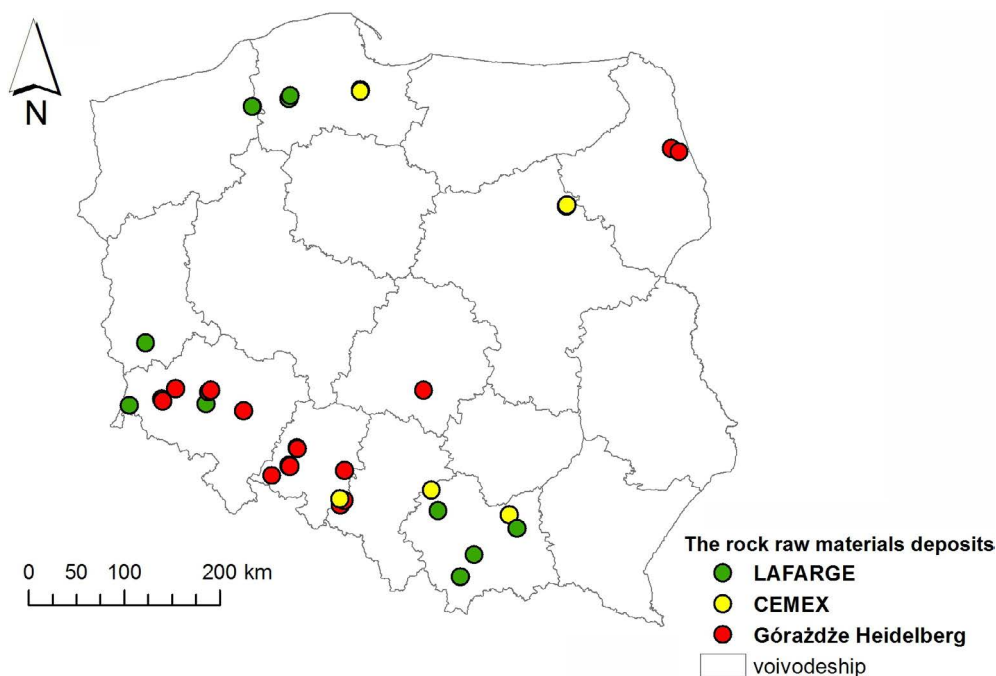 N
0 50 100 200 km
The rock raw materials deposits
LAFARGE
CEMEX
Górażdże Heidelberg
voivodeship